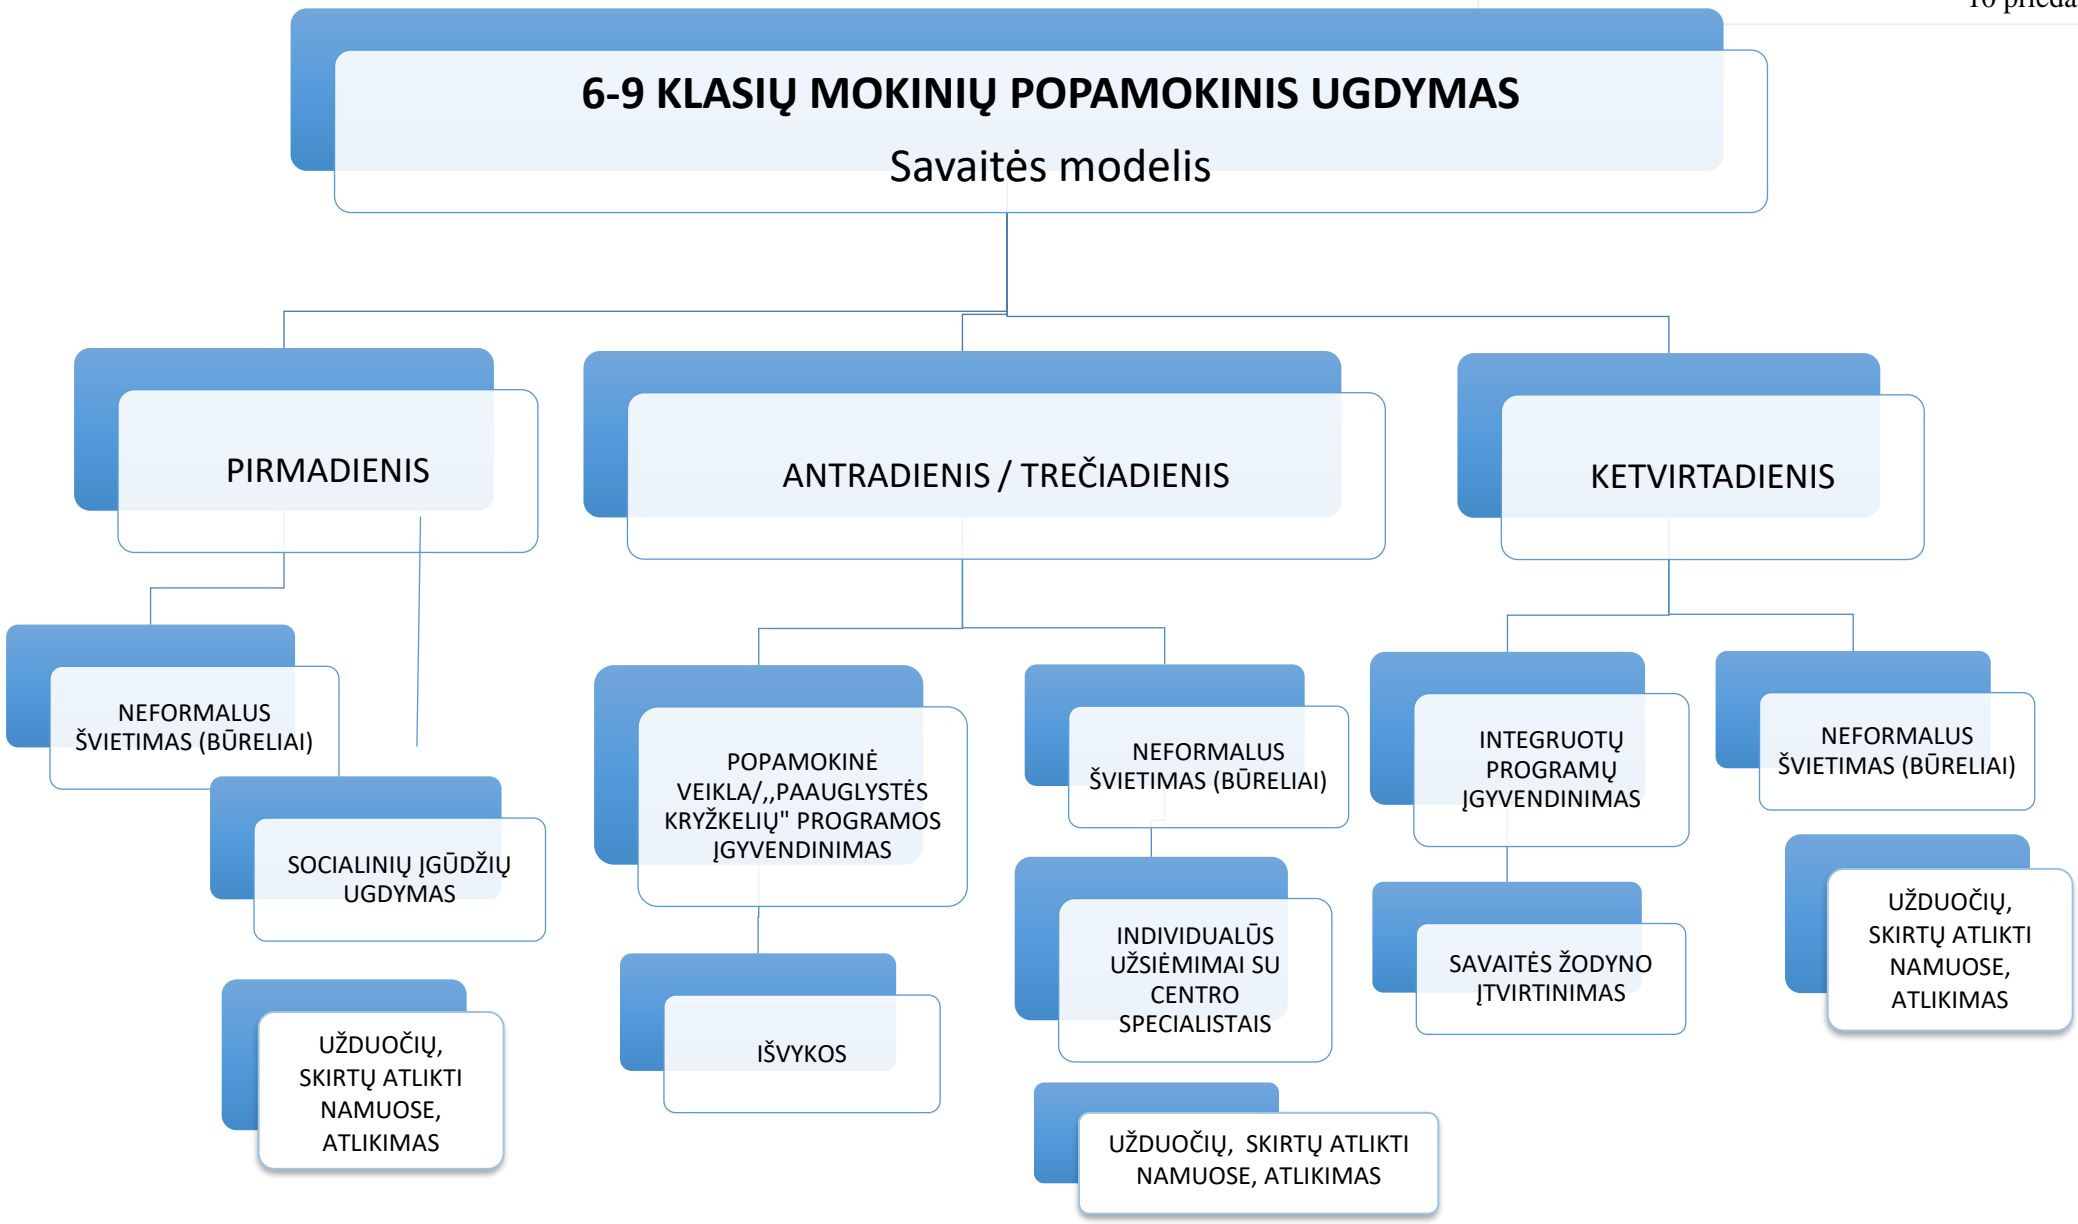 10 prieda
6-9 KLASIŲ MOKINIŲ POPAMOKINIS UGDYMAS
Savaitės modelis
PIRMADIENIS
ANTRADIENIS / TREČIADIENIS
KETVIRTADIENIS
NEFORMALUS
ŠVIETIMAS (BŪRELIAI)
SOCIALINIŲ ĮGŪDŽIŲ
UGDYMAS
UŽDUOČIŲ,
SKIRTŲ ATLIKTI
NAMUOSE,
ATLIKIMAS
POPAMOKINĖ
VEIKLA/,,PAAUGLYSTĖS
KRYŽKELIŲ" PROGRAMOS
ĮGYVENDINIMAS
IŠVYKOS
NEFORMALUS
ŠVIETIMAS (BŪRELIAI)
INDIVIDUALŪS
UŽSIĖMIMAI SU
CENTRO
SPECIALISTAIS
UŽDUOČIŲ,  SKIRTŲ ATLIKTI
NAMUOSE, ATLIKIMAS
INTEGRUOTŲ
PROGRAMŲ
ĮGYVENDINIMAS
SAVAITĖS ŽODYNO
ĮTVIRTINIMAS
NEFORMALUS
ŠVIETIMAS (BŪRELIAI)
UŽDUOČIŲ,
SKIRTŲ ATLIKTI
NAMUOSE,
ATLIKIMAS